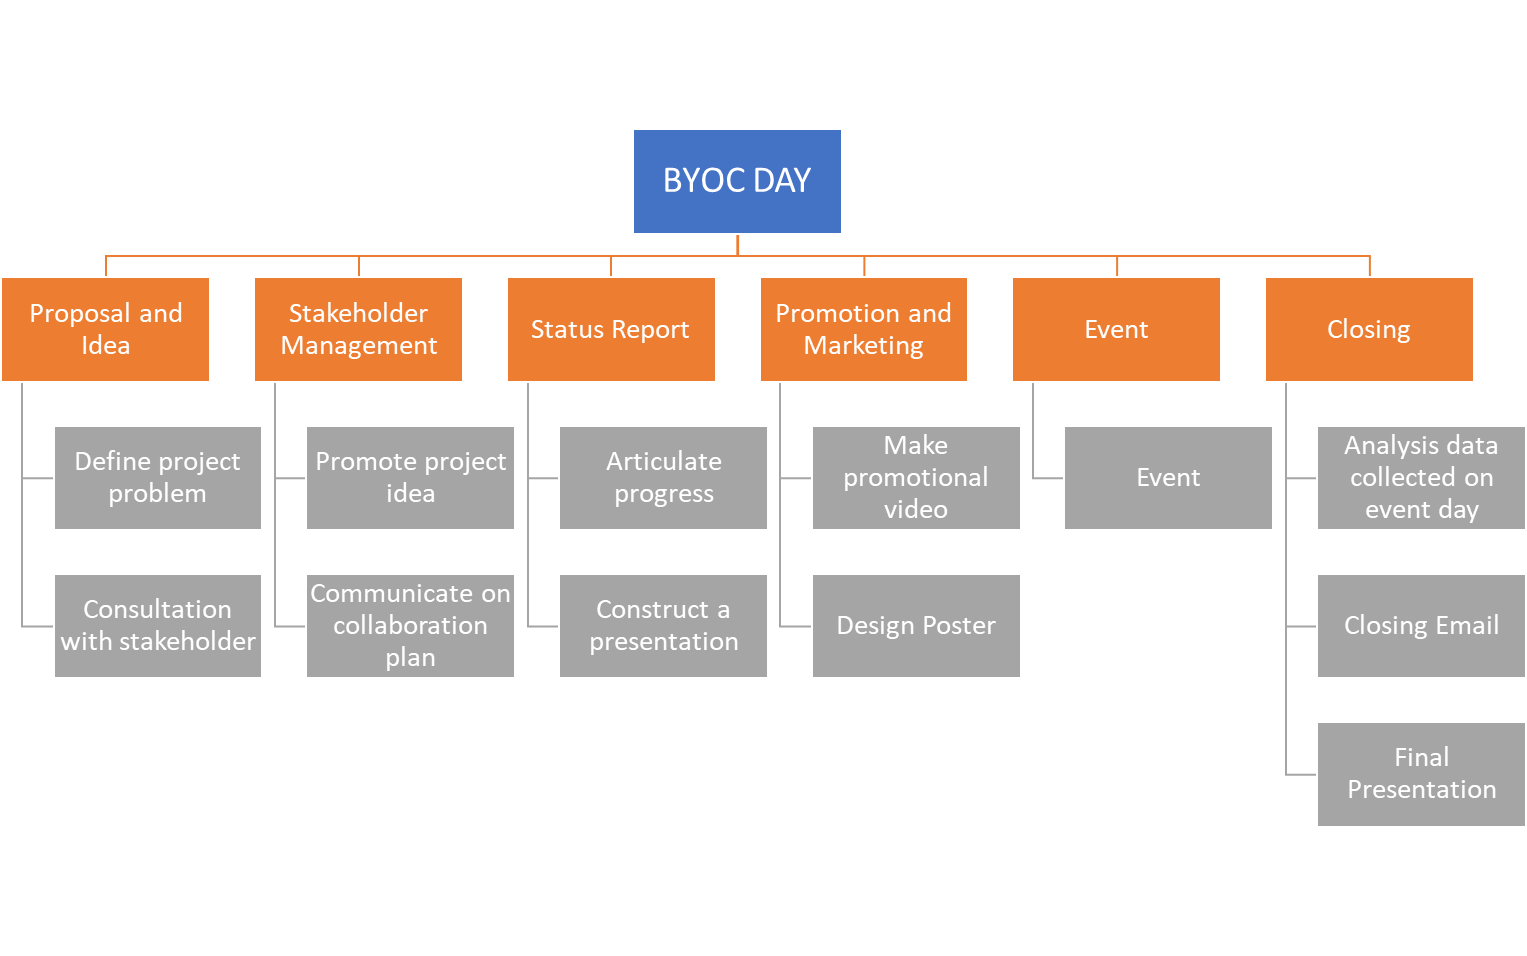 BYOC DAY
Proposal and
Idea
Stakeholder
Management
Status Report
Promotion and
Marketing
Event
Closing
Define project
problem
Promote project
idea
Articulate
progress
Make
promotional
video
Event
Analysis data
collected on
event day
Consultation
with stakeholder
Communicate on
collaboration
plan
Construct a
presentation
Design Poster
Closing Email
Final
Presentation